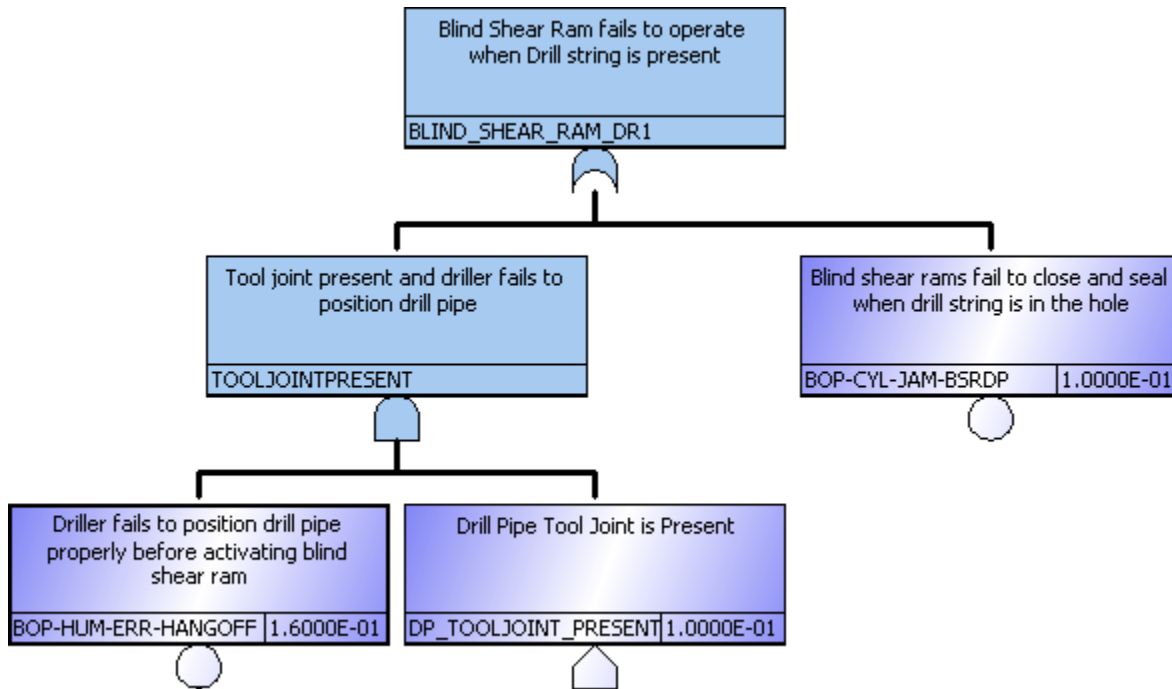 Blind Shear Ram fails to operate
when Drill string is present
BLIND_SHEAR_RAM_DR1
Tool joint present and driller fails to
position drill pipe
TOOLJOINTPRESENT
Blind shear rams fail to close and seal
when drill string is in the hole
BOP-CYL-JAM-BSRDP 1.0000E-01
Driller fails to position drill pipe
properly before activating blind
shear ram
BOP-HUM-ERR-HANGOFF 1.6000E-01
Drill Pipe Tool Joint is Present
DP_TOOLJOINT_PRESENT 1.0000E-01